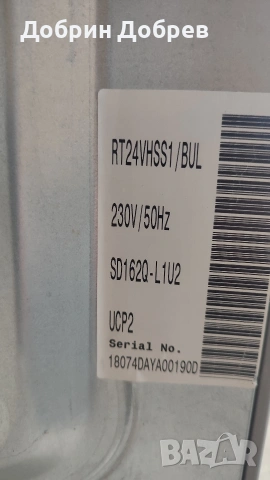 Добрин Добрев
RT24VHSS1/BUL
230V/50Hz
SD162Q-L1U2
UCP2
Serial No.
18074DAYA00190D
BAZAR